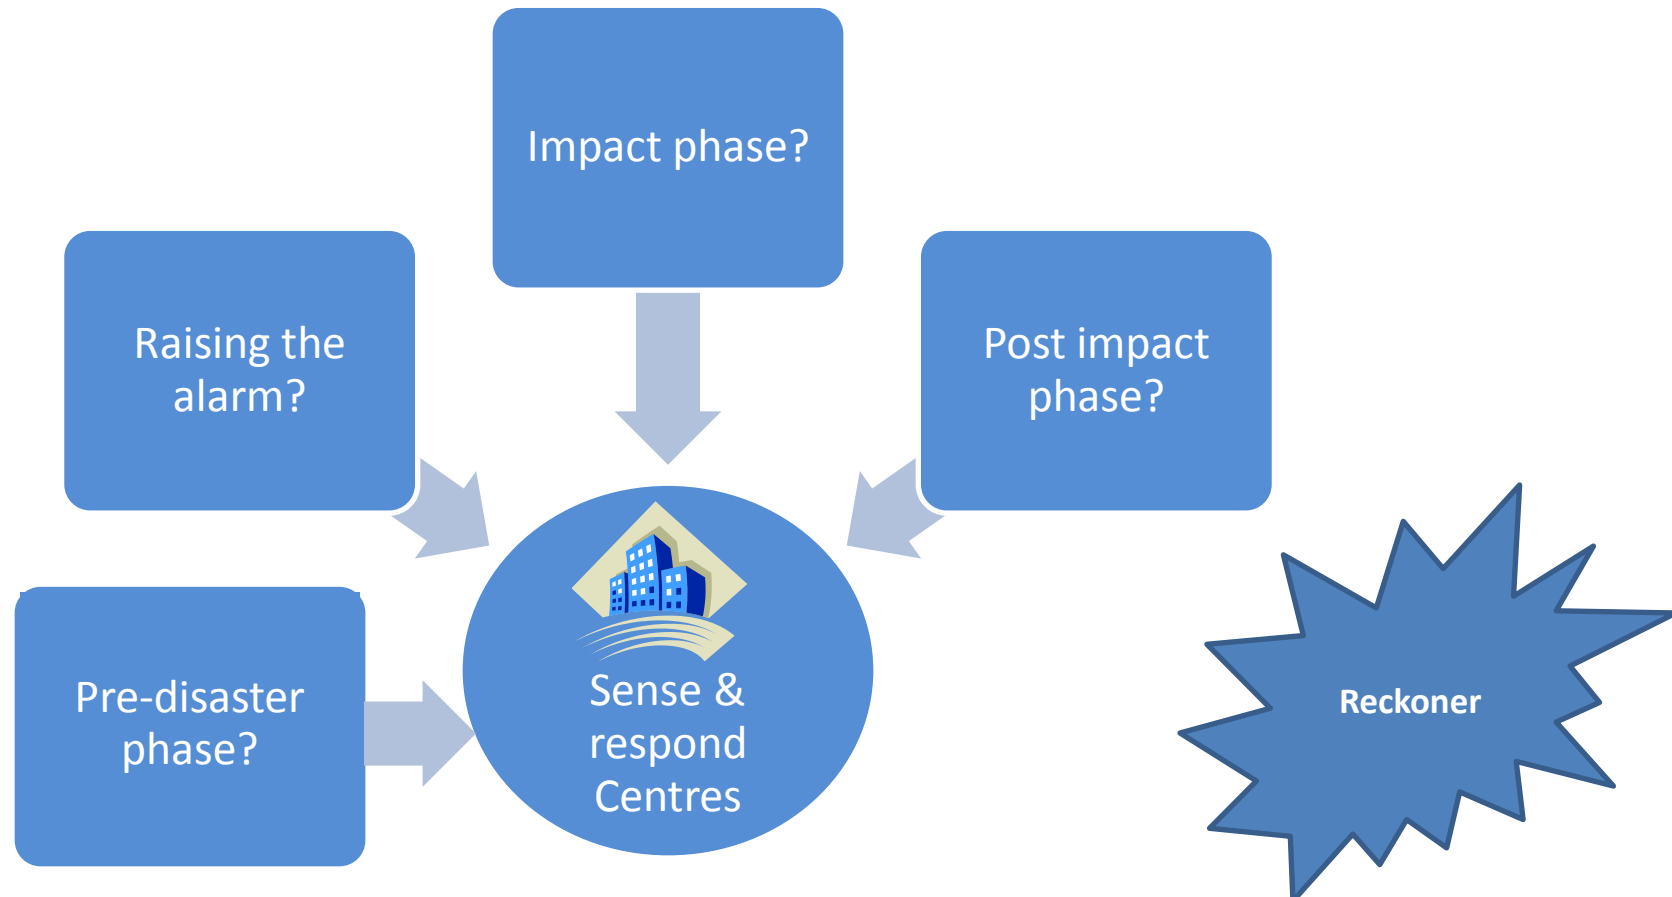 Impact phase?
Raising the
alarm?
Post impact
phase?
Pre-disaster
phase?
Sense &
respond
Centres
Reckoner